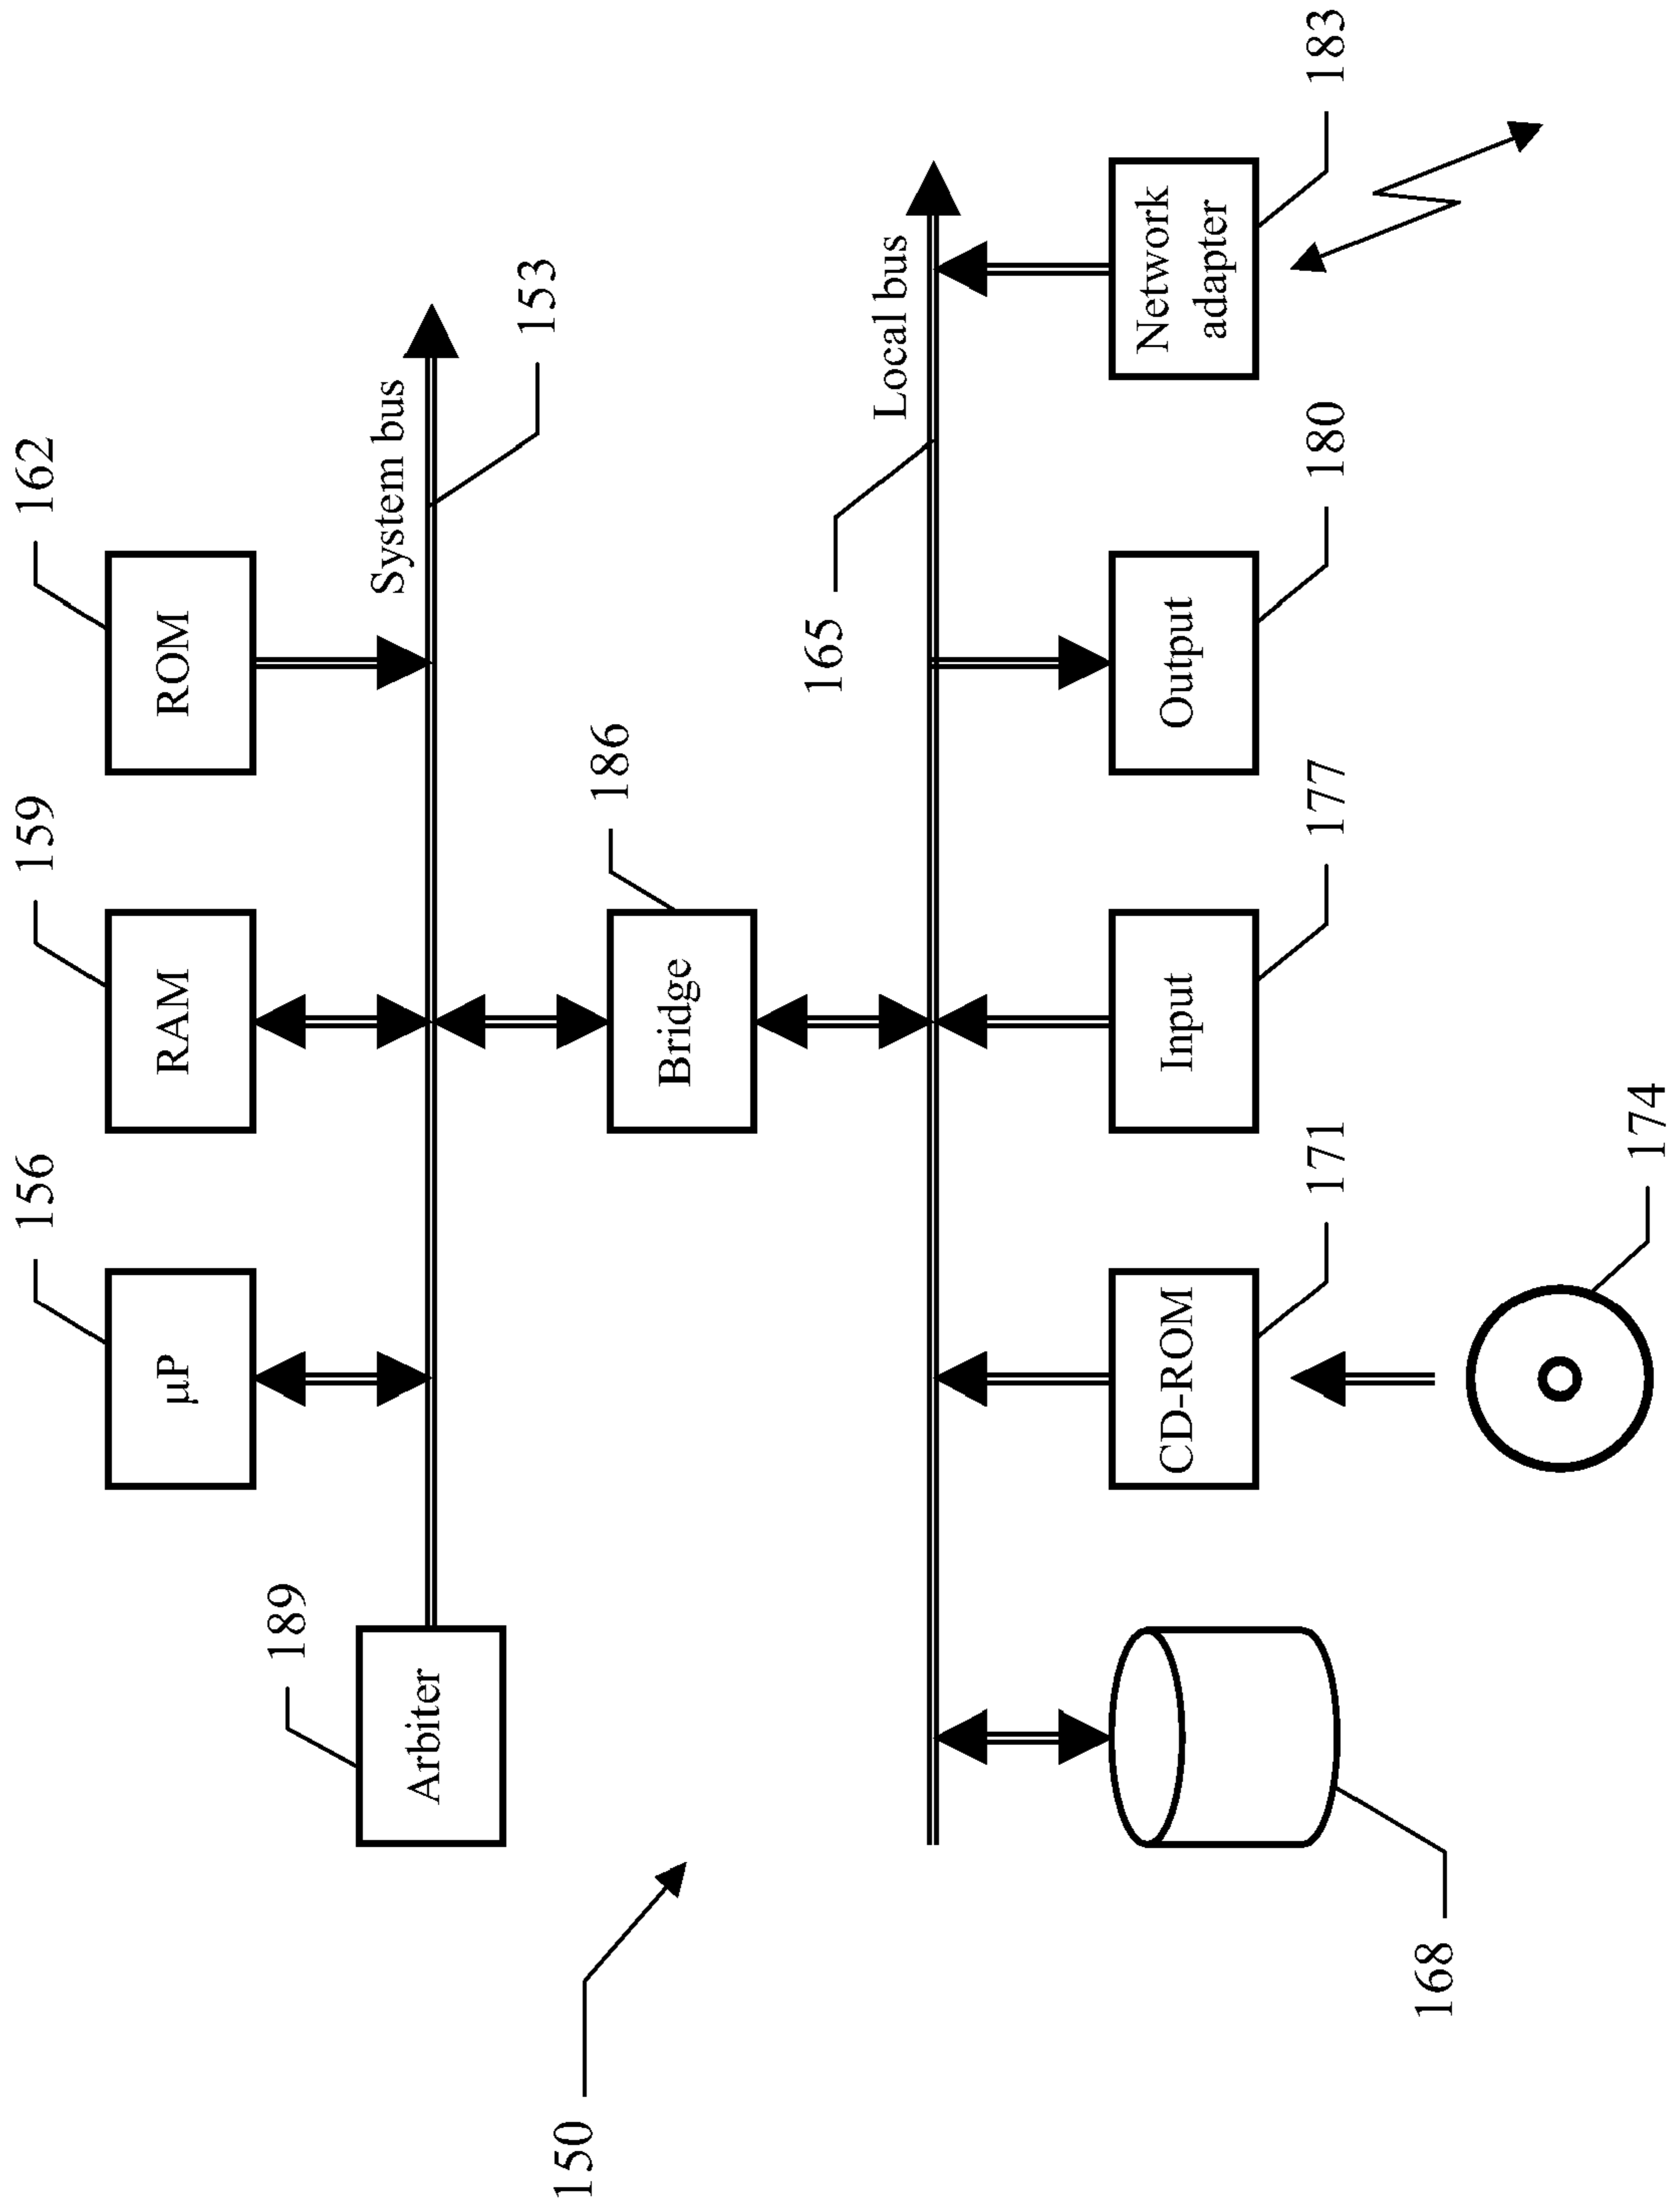 156
159
162
µP
RAM
ROM
189
System bus
Arbiter
153
150
186
Bridge
165
Local bus
CD-ROM
Input
Output
Network
adapter
171
177
180
183
168
174